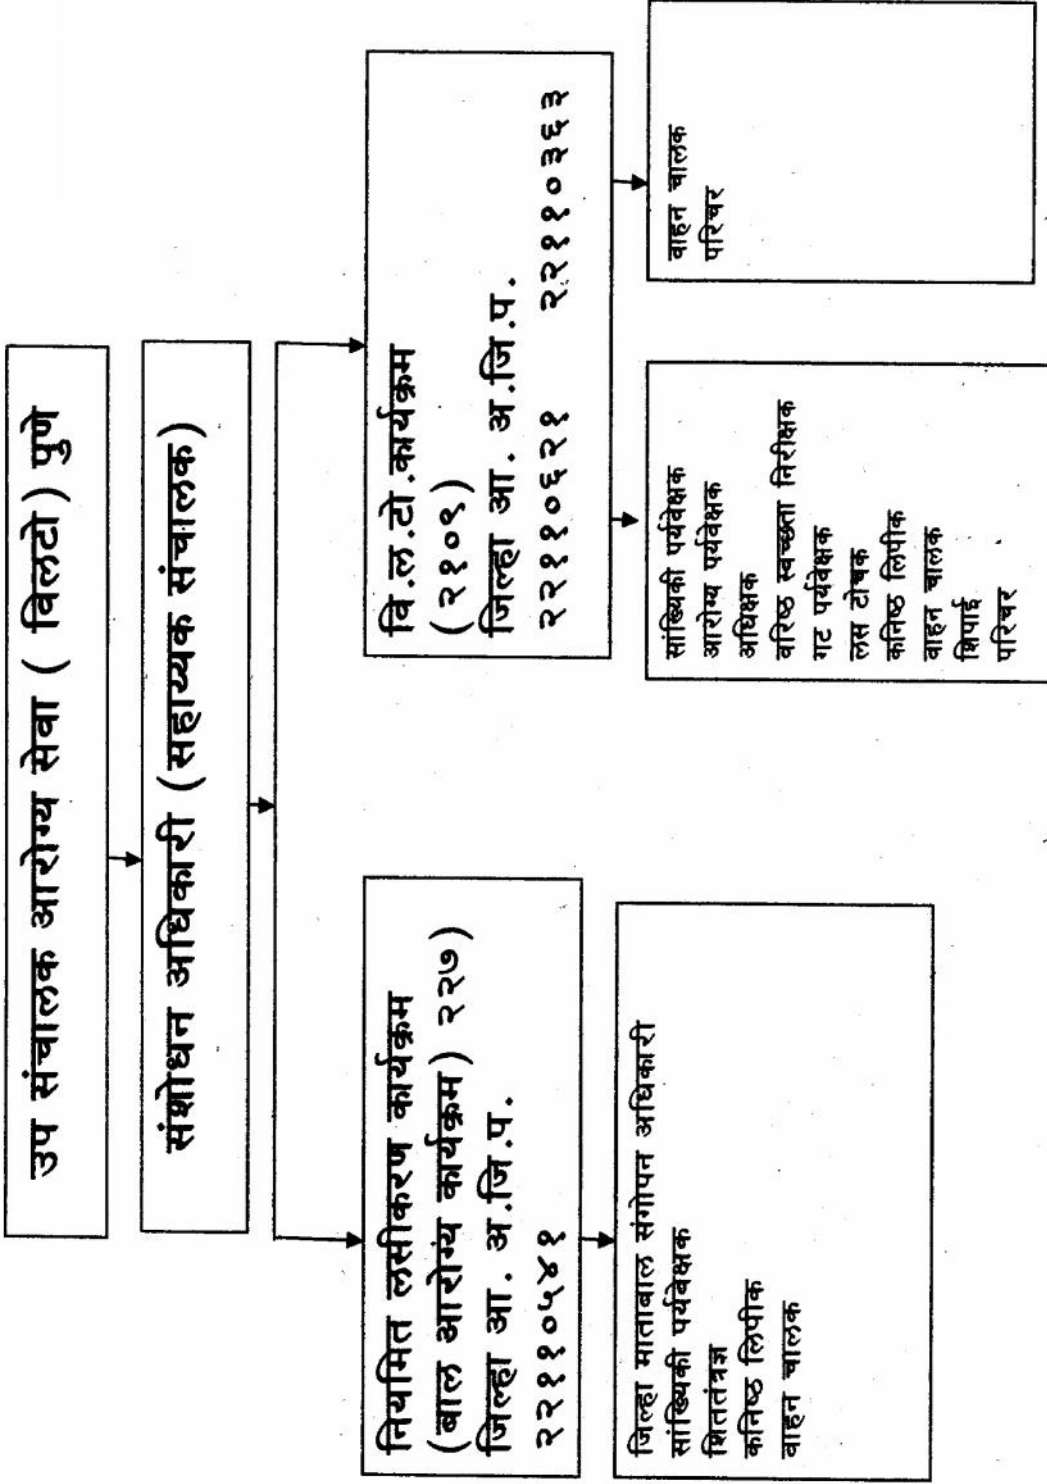 उप संचालक आरोग्य सेवा ( विलटो ) पुणे
संशोधन अधिकारी (सहाय्यक संचालक)
नियमित लसीकरण कार्यक्रम
(बाल आरोग्य कार्यक्रम) २२७)
जिल्हा आ. अ.जि.प.
२२११०५४१
जिल्हा माताबाल संगोपन अधिकारी
सांख्यिकी पर्यवेक्षक
शिततंत्रज्ञ
कनिष्ठ लिपीक
वाहन चालक
वि.ल.टो.कार्यक्रम
(२१०९)
जिल्हा आ. अ.जि.प.
२२११०६२१ २२११०३६३
सांख्यिकी पर्यवेक्षक
आरोग्य पर्यवेक्षक
अधिक्षक
वरिष्ठ स्वच्छता निरीक्षक
गट पर्यवेक्षक
लस टोचक
कनिष्ठ लिपीक
वाहन चालक
शिपाई
परिचर
वाहन चालक
परिचर